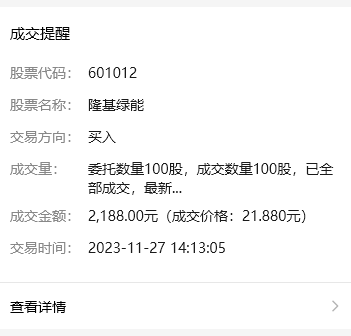 成交提醒
股票代码： 601012
股票名称： 隆基绿能
交易方向： 买入
成交量： 委托数量100股，成交数量100股，已全
部成交，最新...
成交金额： 2,188.00元（成交价格：21.880元）
交易时间： 2023-11-27 14:13:05
查看详情